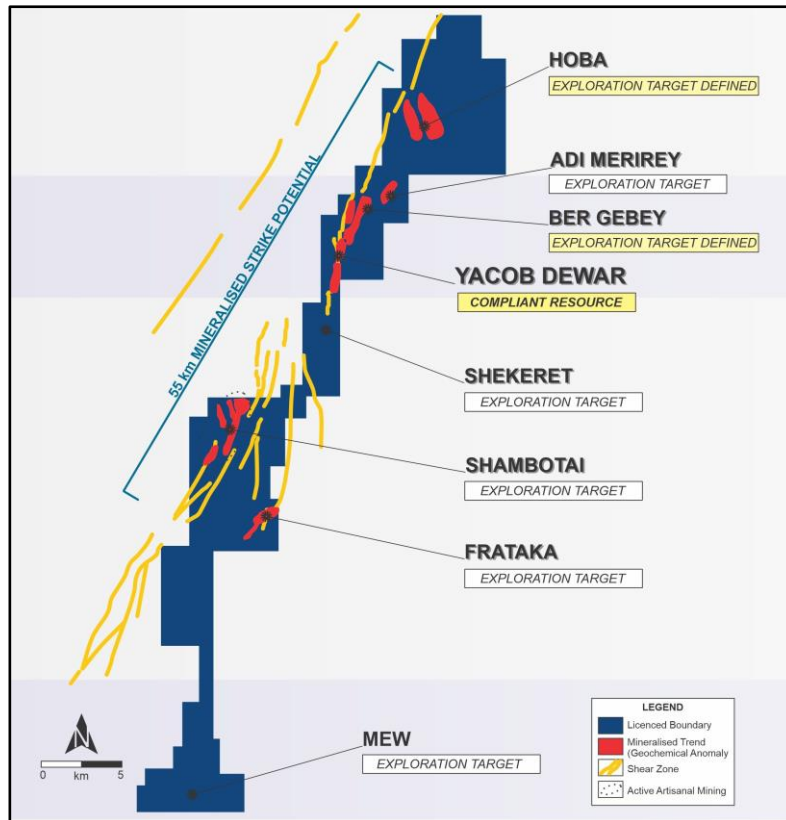 HOBA
EXPLORATION TARGET DEFINED
ADI MERIREY
EXPLORATION TARGET
BER GEBEY
EXPLORATION TARGET DEFINED
YACOB DEWAR
COMPLIANT RESOURCE
55 km MINERALISED STRIKE POTENTIAL
SHEKERET
EXPLORATION TARGET
SHAMBOTAI
EXPLORATION TARGET
FRATAKA
EXPLORATION TARGET
MEW
EXPLORATION TARGET
N
0 km 5
LEGEND
Licenced Boundary
Mineralised Trend
(Geochemical Anomaly
Shear Zone
Active Artisanal Mining